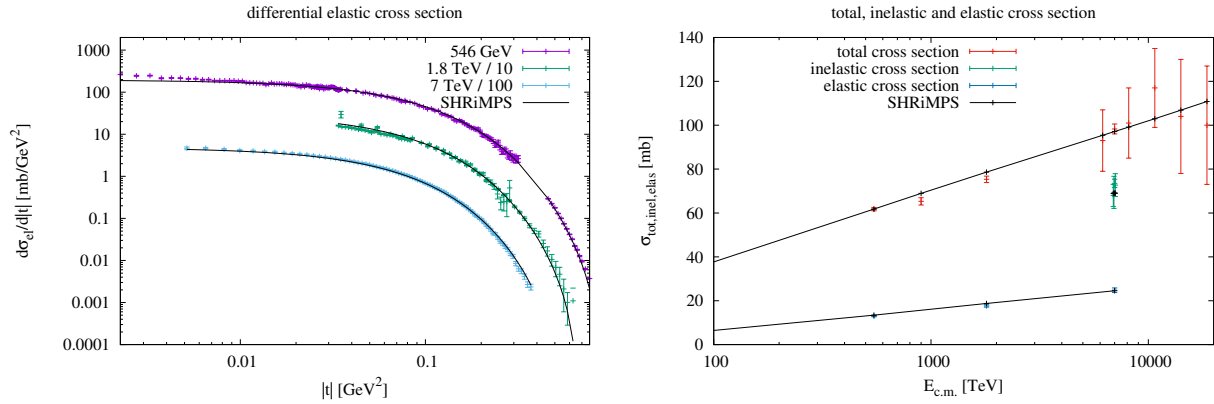 differential elastic cross section
546 GeV
1.8 TeV / 10
7 TeV / 100
SHRiMPS
dσel/d|t| [mb/GeV2]
1000
100
10
1
0.1
0.01
0.001
0.0001
0.01
0.1
|t| [GeV2]
total, inelastic and elastic cross section
total cross section
inelastic cross section
elastic cross section
SHRiMPS
σtot,inel,elas [mb]
140
120
100
80
60
40
20
0
100
1000
10000
Ec.m. [TeV]